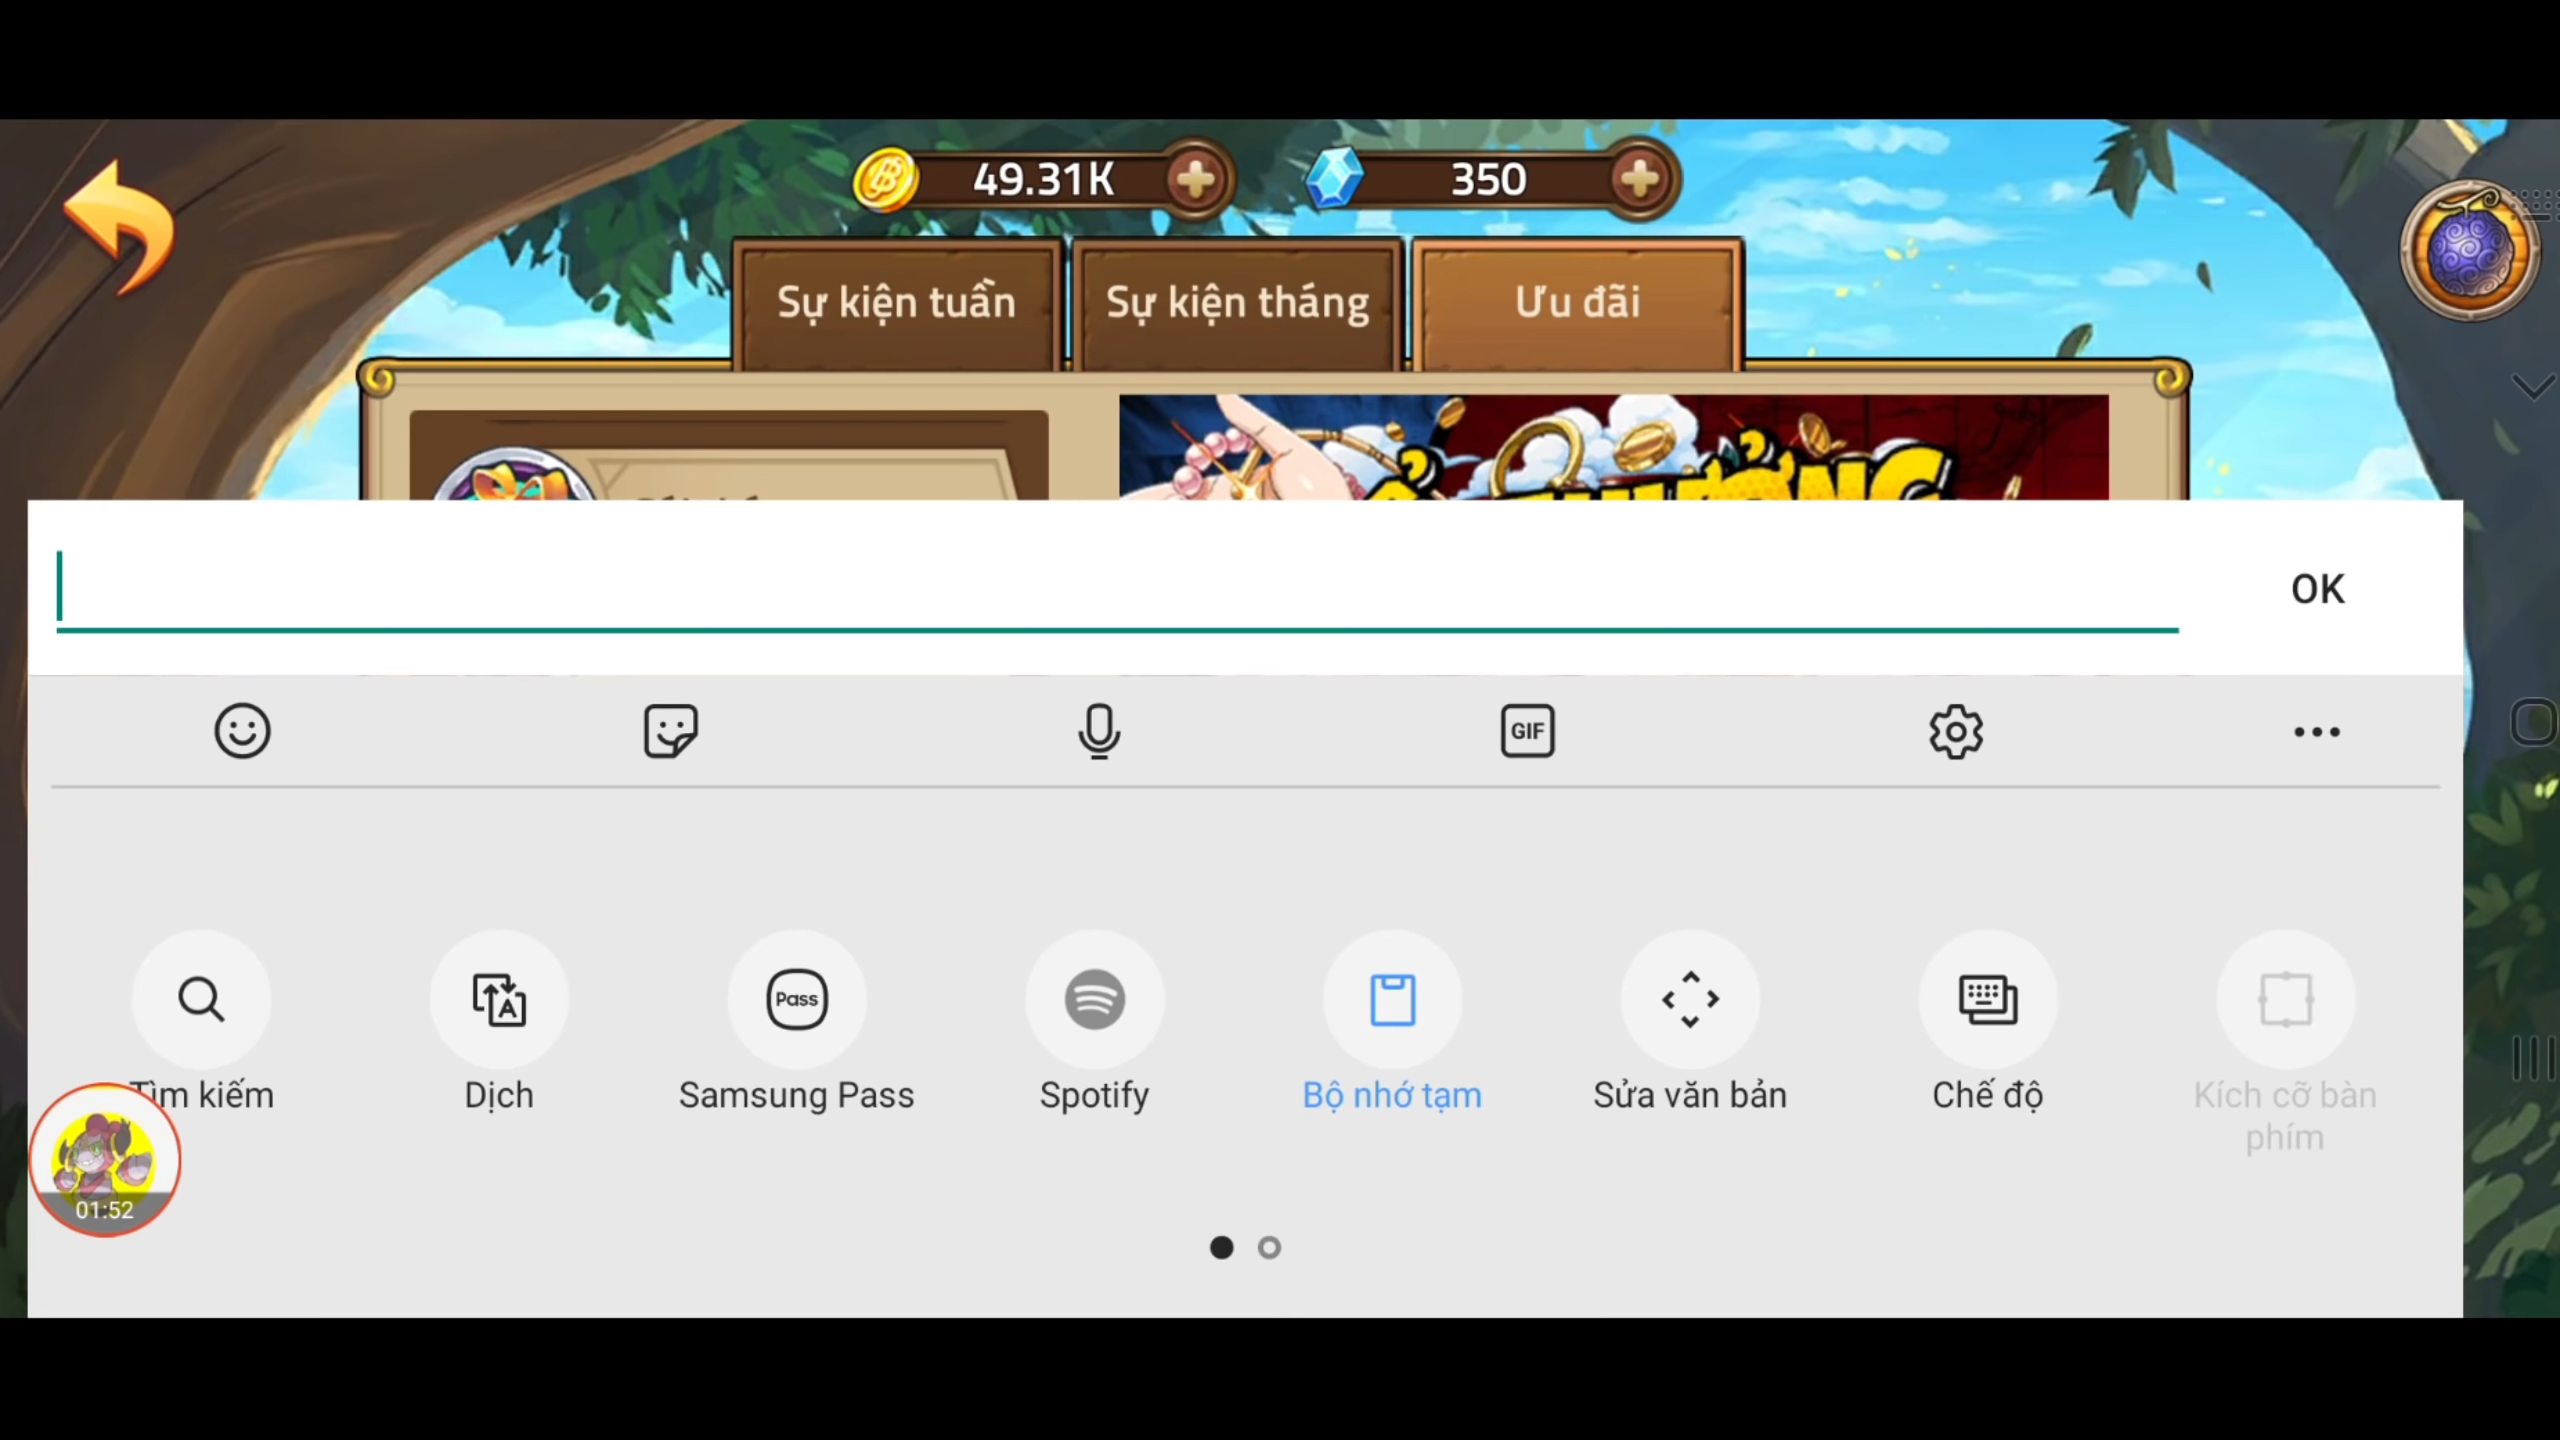 49.31K
350
Sự kiện tuần
Sự kiện tháng
Ưu đãi
THƯỞNG
OK
GIF
Pass
Tìm kiếm
Dịch
Samsung Pass
Spotify
Bộ nhớ tạm
Sửa văn bản
Chế độ
Kích cỡ bàn
phím
01:52